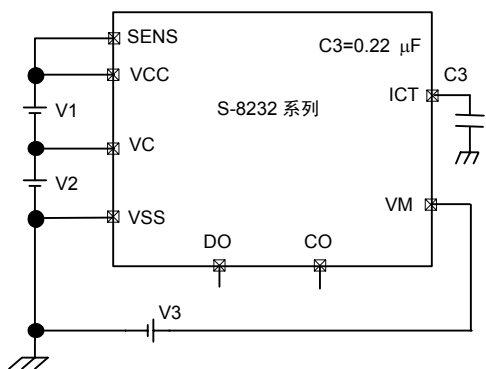 SENS
C3=0.22 μF
VCC
C3
ICT
V1
S-8232 系列
VC
V2
VM
VSS
DO
CO
V3